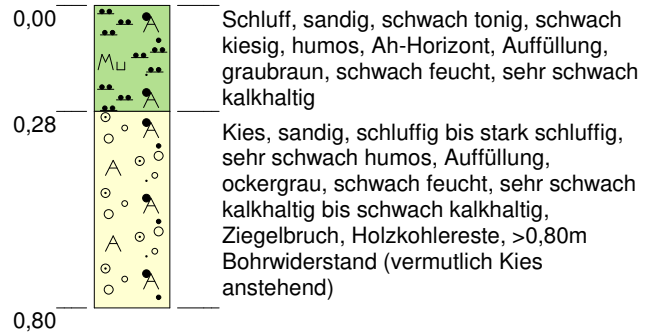 0,00
Schluff, sandig, schwach tonig, schwach
kiesig, humos, Ah-Horizont, Auffüllung,
graubraun, schwach feucht, sehr schwach
kalkhaltig
A
Mu
A
0,28
Kies, sandig, schluffig bis stark schluffig,
sehr schwach humos, Auffüllung,
ockergrau, schwach feucht, sehr schwach
kalkhaltig bis schwach kalkhaltig,
Ziegelbruch, Holzkohlereste, >0,80m
Bohrwiderstand (vermutlich Kies
anstehend)
A
A
A
A
A
A
0,80